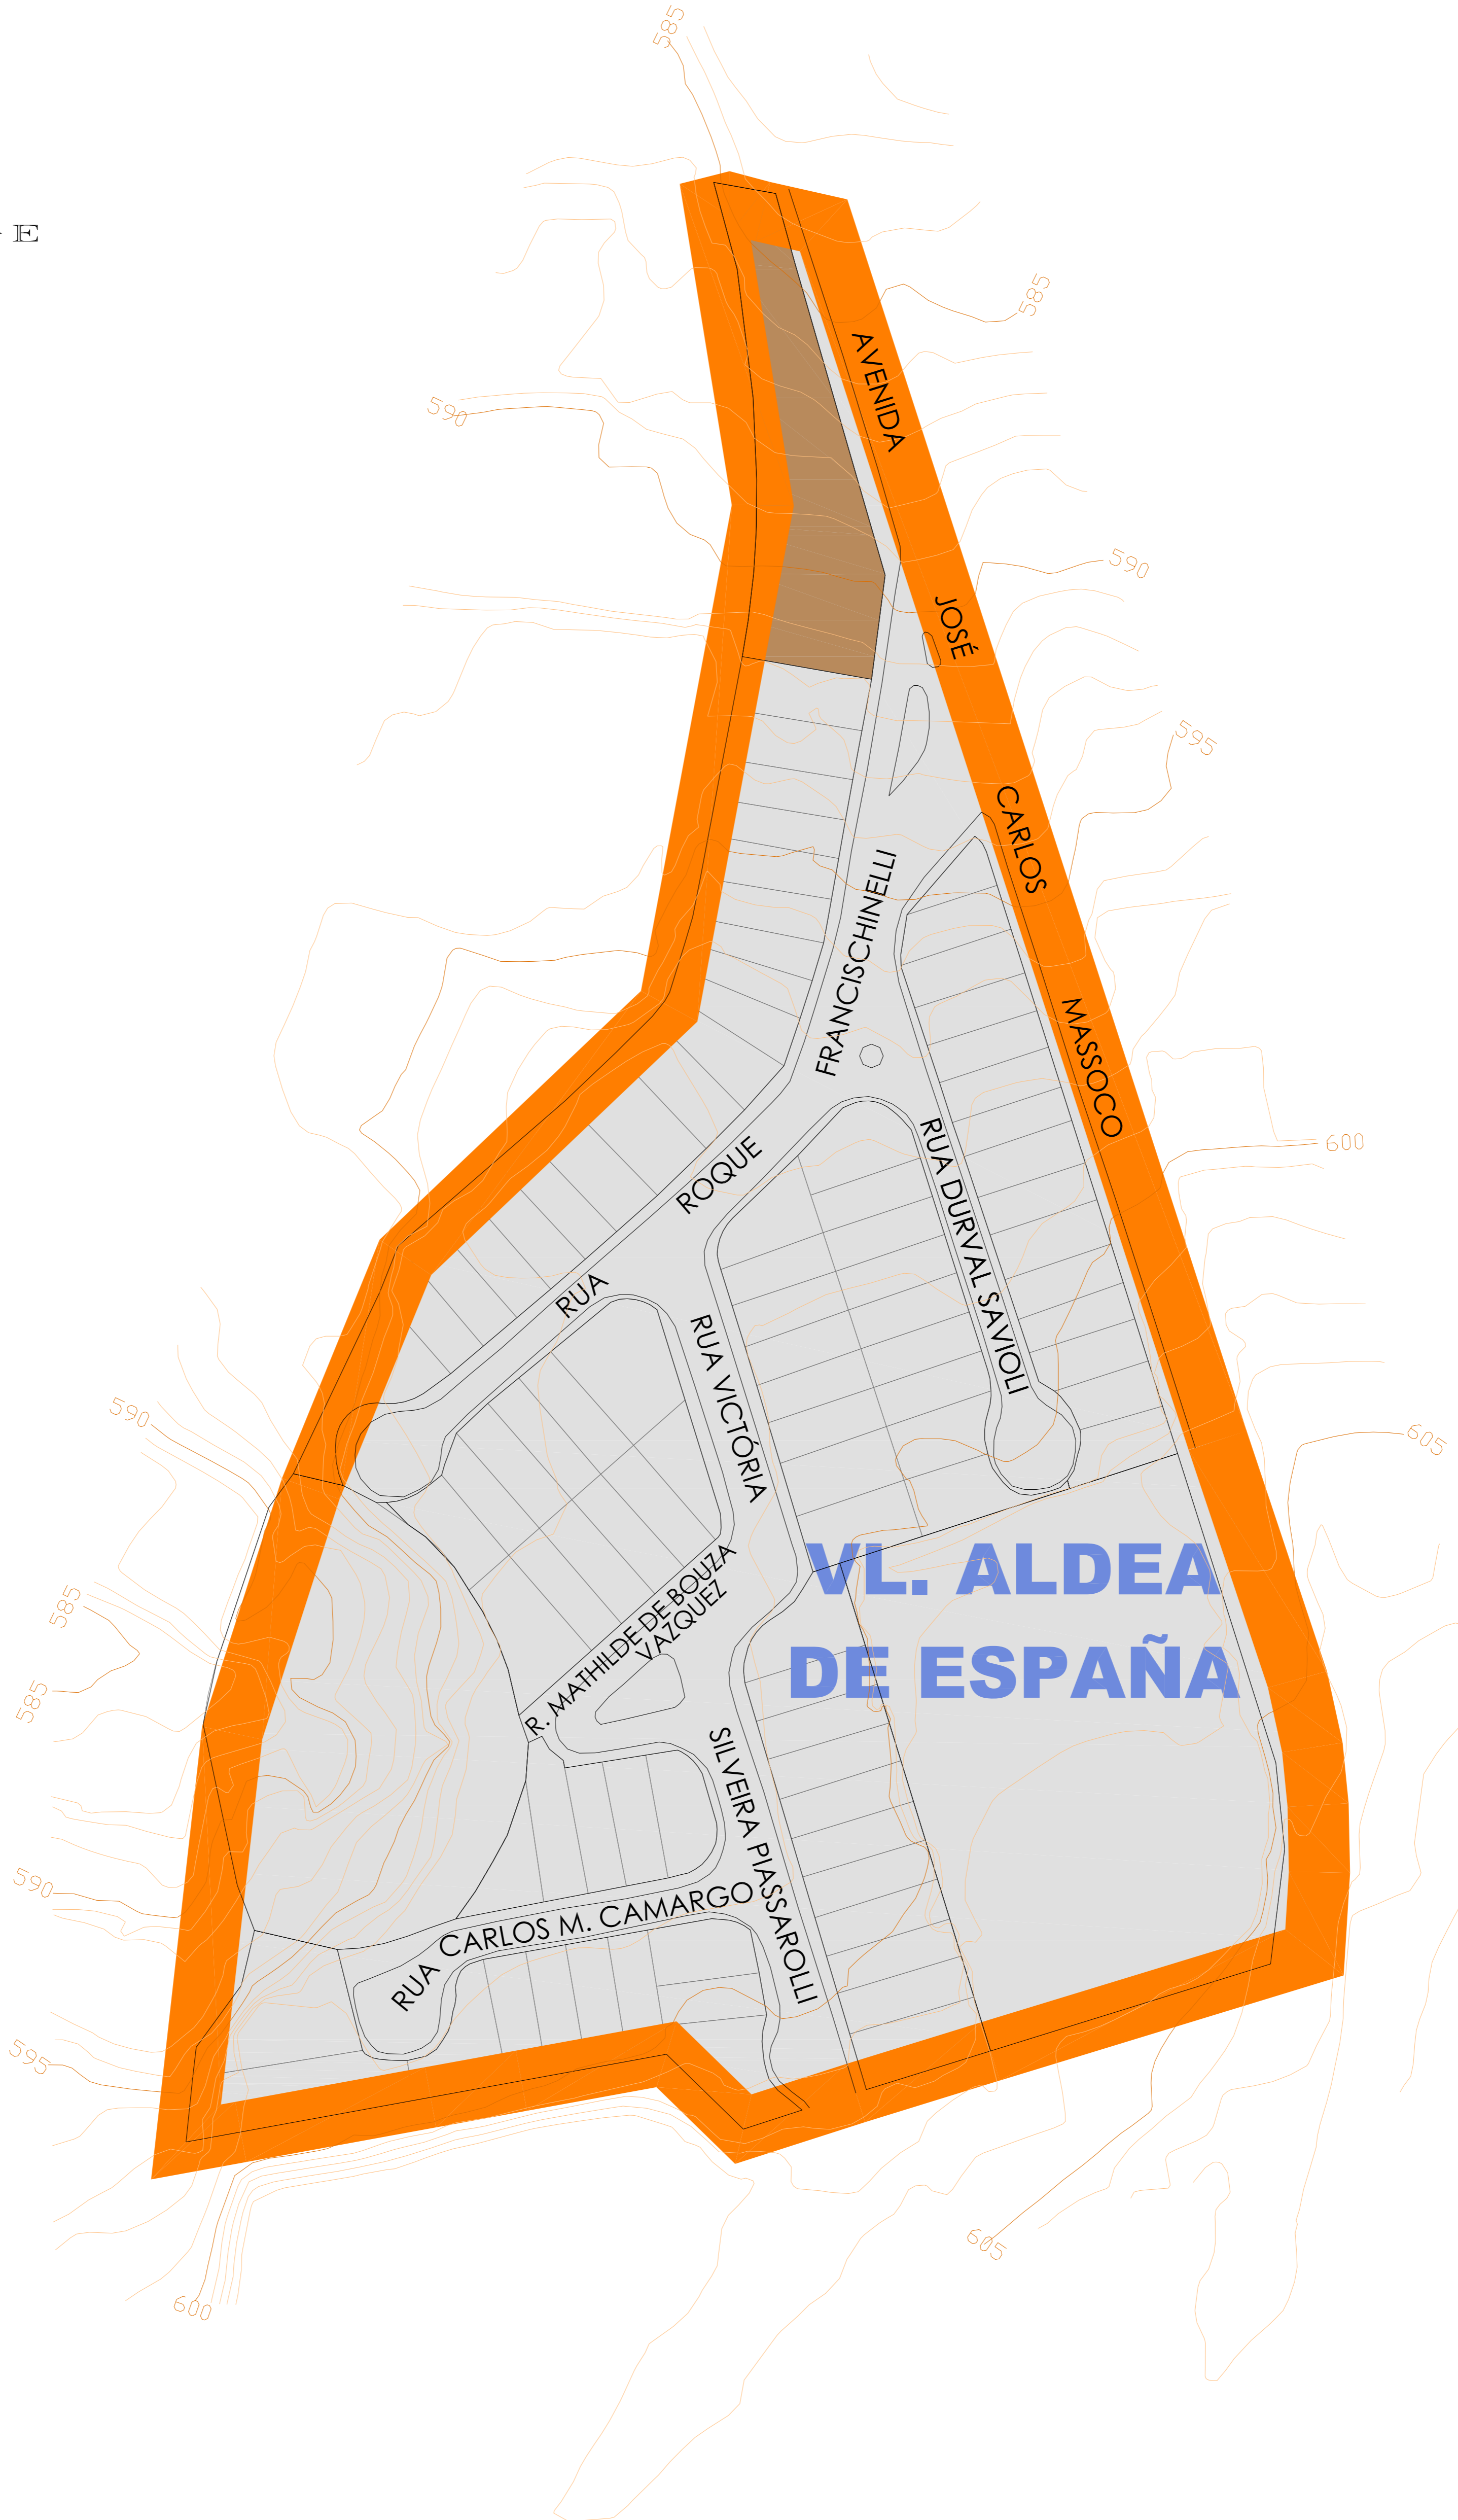 585
E
585
590
AVENIDA
590
JOSÉ
595
CARLOS
FRANCISCHINELLI
MASSOCO
600
RUA DURVAL SAVIOLI
ROQUE
RUA
RUA VICTÓRIA
590
605
VL. ALDEA
DE ESPAÑA
R. MATHILDE DE BOUZA
VAZQUEZ
585
585
SILVEIRA PIASSAROLLI
590
RUA CARLOS M. CAMARGO
595
605
600